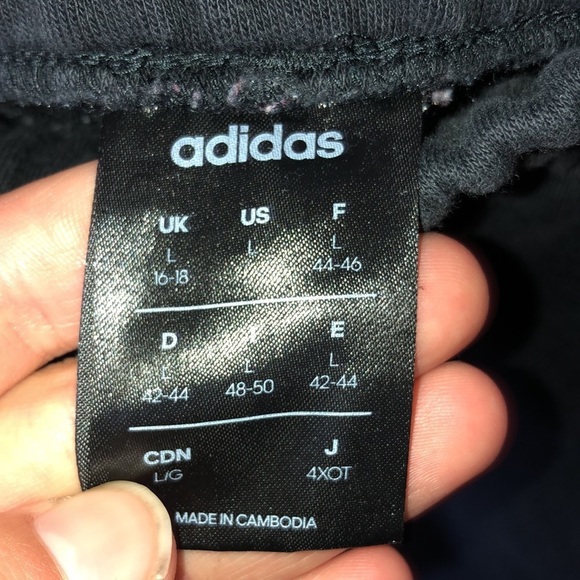 adidas
UK US F
L L L
16-18 44-46
D I E
L L L
42-44 48-50 42-44
CDN J
L/G 4XOT
MADE IN CAMBODIA